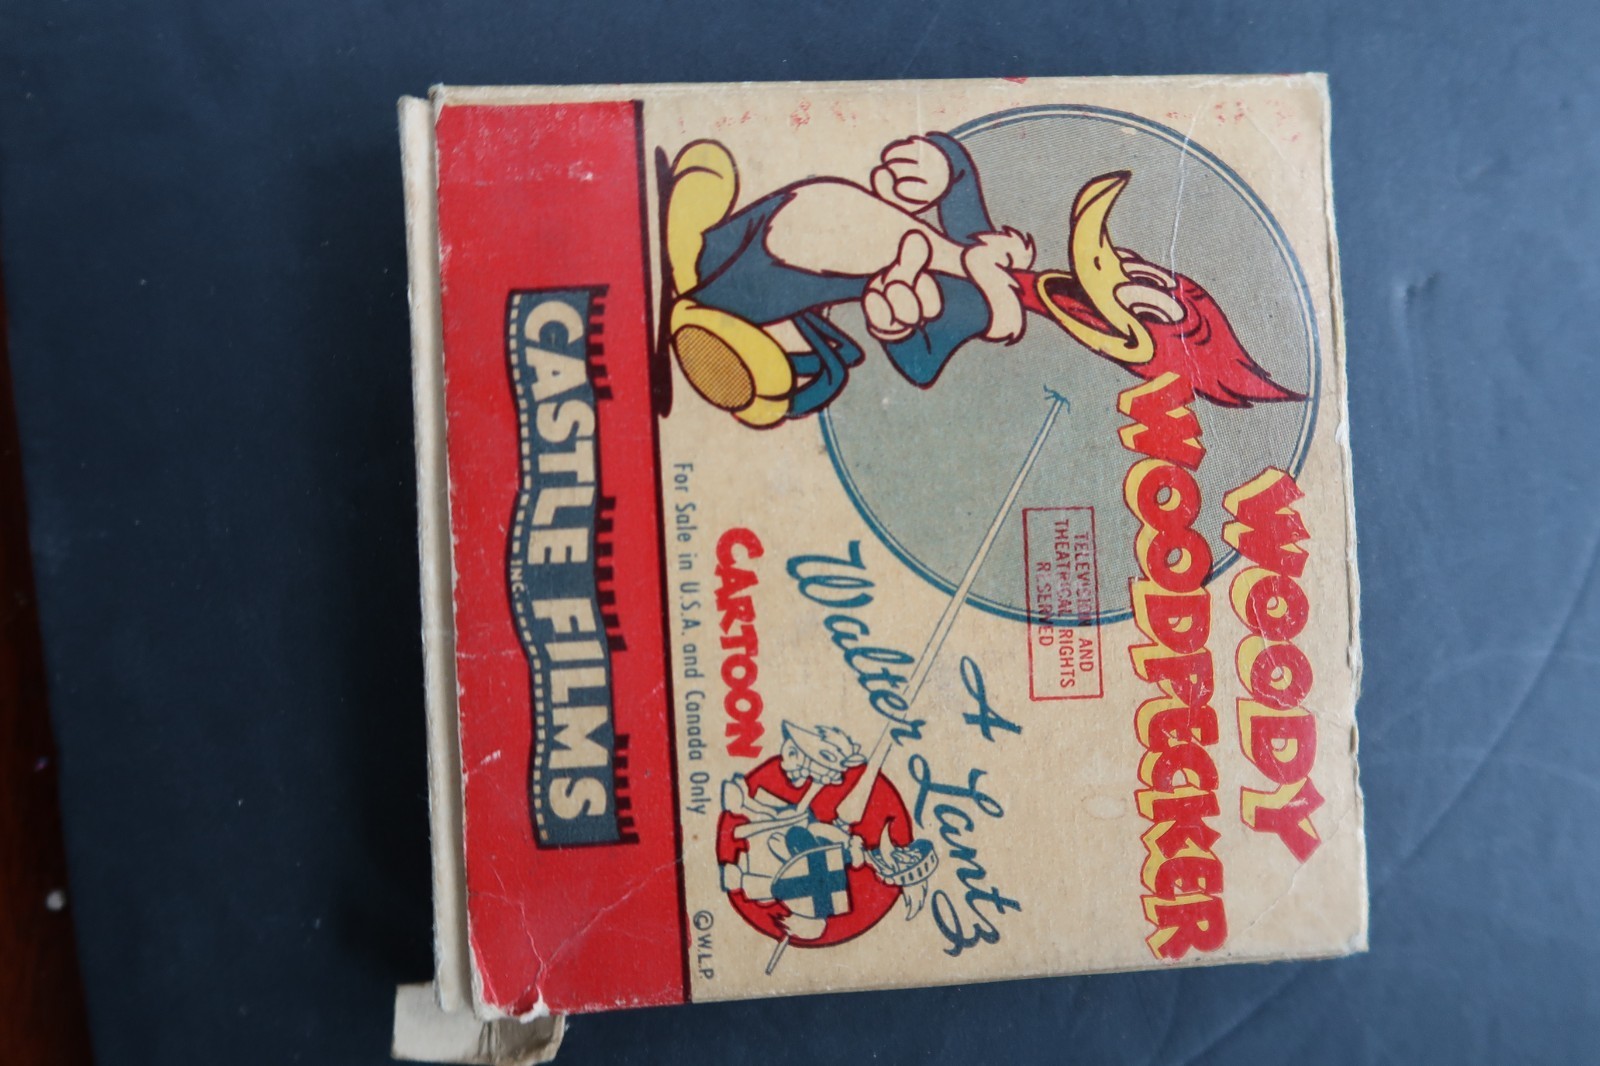 WOODY
WOODPECKER
TELEVISION AND
THEATRICAL RIGHTS
RESERVED
A
Walter Lantz
CARTOON
For Sale in U.S.A. and Canada Only
©W.L.P.
CASTLE FILMS
INC.